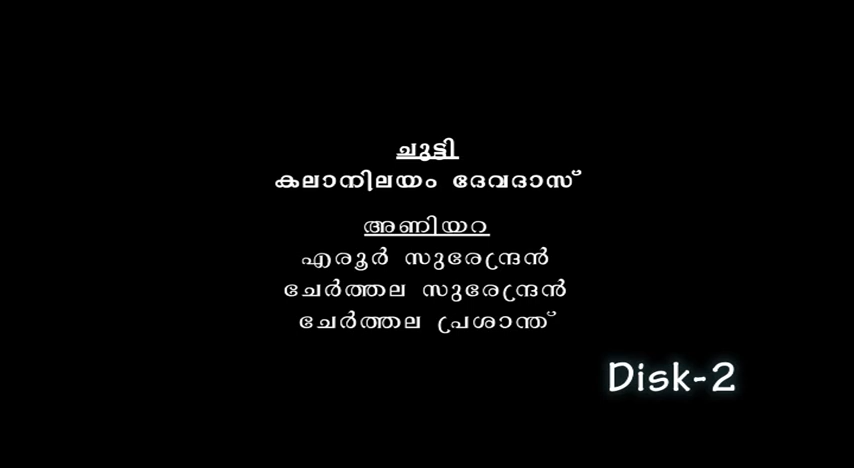 ചുട്ടി
കലാനിലയം ദേവദാസ്
അണിയറ
എരൂർ സുരേന്ദ്രൻ
ചേർത്തല സുരേന്ദ്രൻ
ചേർത്തല പ്രശാന്ത്
Disk-2